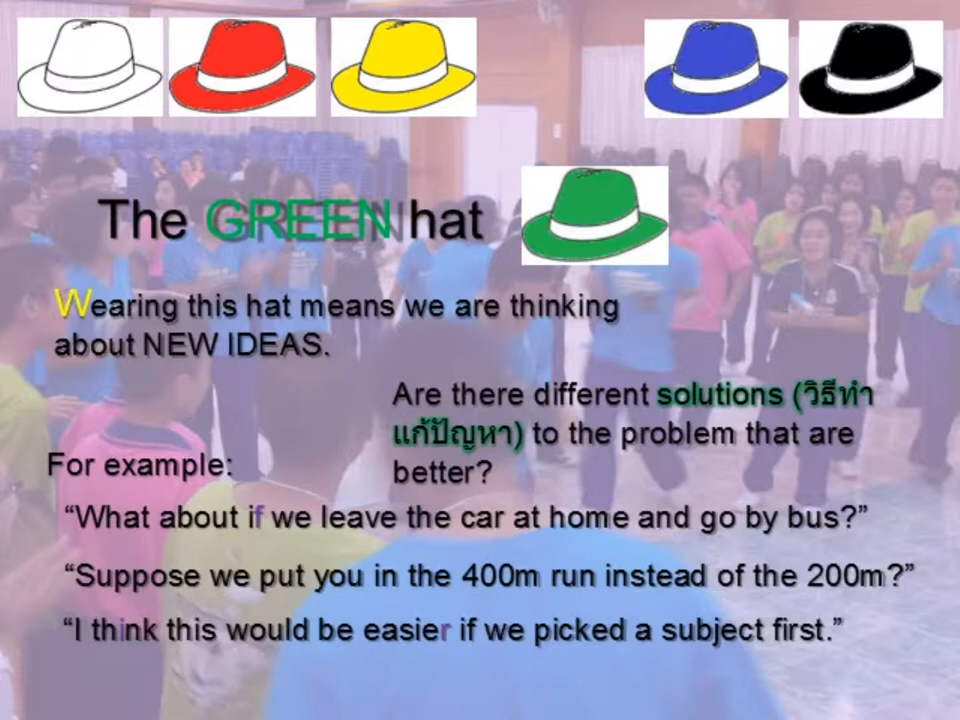 The GREEN hat
Wearing this hat means we are thinking
about NEW IDEAS.
Are there different solutions (วิธีทำ
แก้ปัญหา) to the problem that are
better?
For example:
“What about if we leave the car at home and go by bus?”
“Suppose we put you in the 400m run instead of the 200m?”
“I think this would be easier if we picked a subject first.”